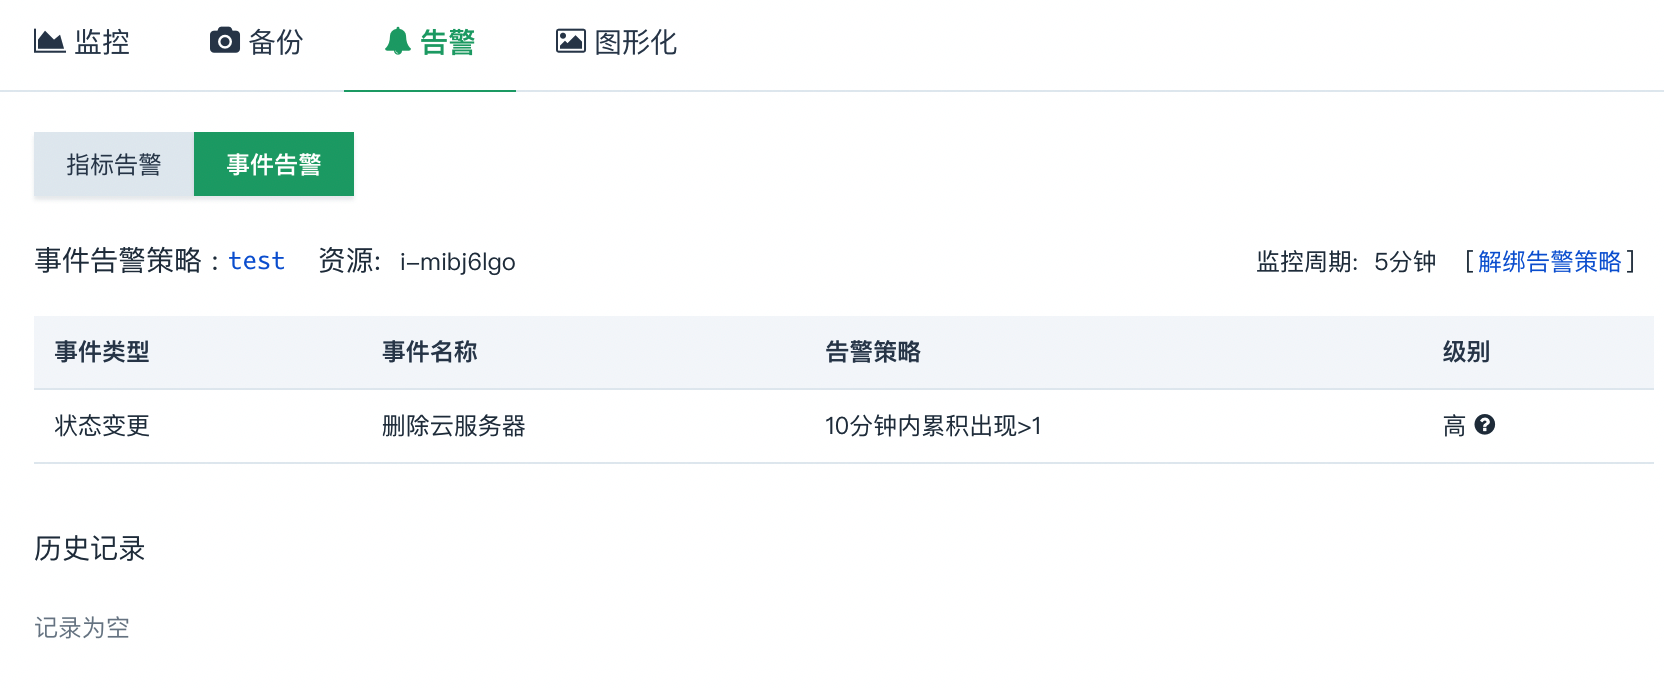 监控 备份 告警 图形化
指标告警 事件告警
事件告警策略 : test 资源: i-mibj6lgo 监控周期: 5分钟 [解绑告警策略]
事件类型 事件名称 告警策略 级别
状态变更 删除云服务器 10分钟内累积出现>1 高 ?
历史记录
记录为空